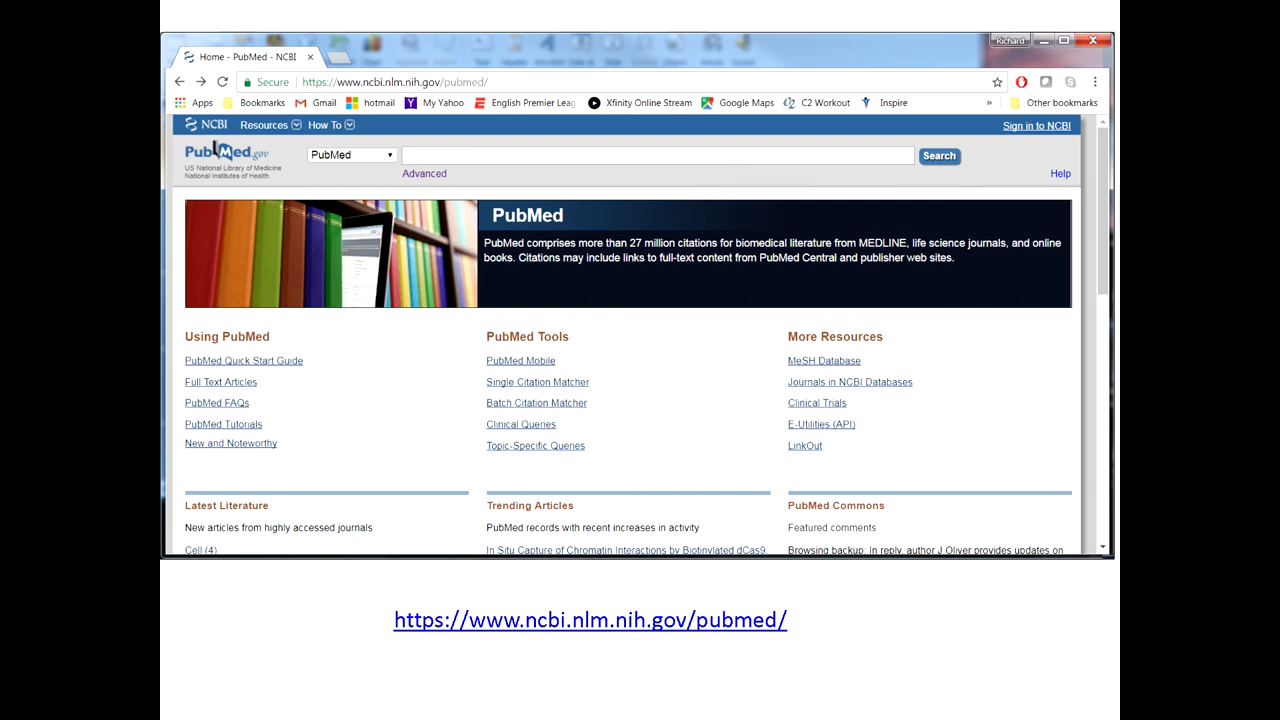 Richard
Home - PubMed - NCBI
Secure https://www.ncbi.nlm.nih.gov/pubmed/
Apps Bookmarks Gmail hotmail My Yahoo English Premier Leag Xfinity Online Stream Google Maps C2 Workout Inspire » Other bookmarks
NCBI Resources How To Sign in to NCBI
PubMed.gov
US National Library of Medicine
National Institutes of Health
PubMed Search
Advanced Help
PubMed
PubMed comprises more than 27 million citations for biomedical literature from MEDLINE, life science journals, and online
books. Citations may include links to full-text content from PubMed Central and publisher web sites.
Using PubMed
PubMed Quick Start Guide
Full Text Articles
PubMed FAQs
PubMed Tutorials
New and Noteworthy
PubMed Tools
PubMed Mobile
Single Citation Matcher
Batch Citation Matcher
Clinical Queries
Topic-Specific Queries
More Resources
MeSH Database
Journals in NCBI Databases
Clinical Trials
E-Utilities (API)
LinkOut
Latest Literature
New articles from highly accessed journals
Cell (4)
Trending Articles
PubMed records with recent increases in activity
In Situ Capture of Chromatin Interactions by Biotinylated dCas9.
PubMed Commons
Featured comments
Browsing backup: In reply, author J Oliver provides updates on
https://www.ncbi.nlm.nih.gov/pubmed/